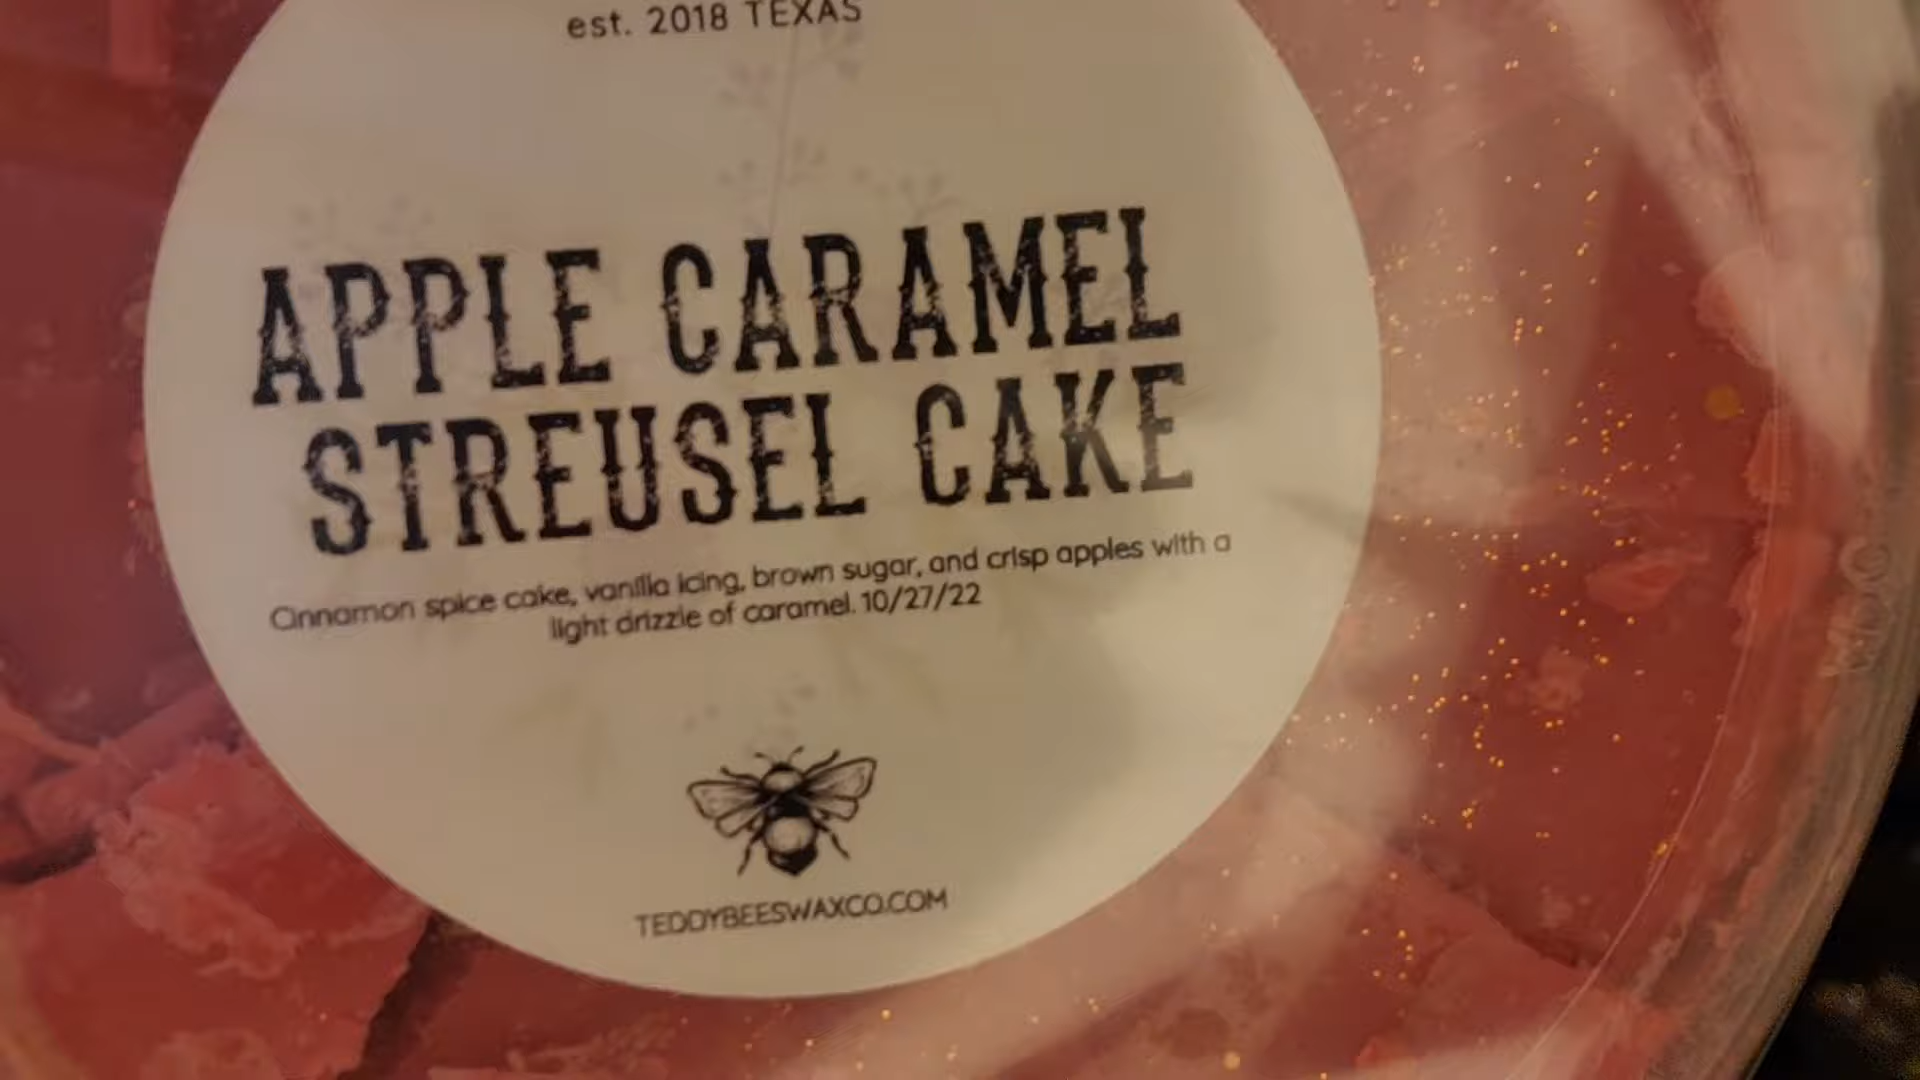 est. 2018 TEXAS
APPLE CARAMEL
STREUSEL CAKE
Cinnamon spice cake, vanilla icing, brown sugar, and crisp apples with a
light drizzle of caramel. 10/27/22
TEDDYBEESWAXCO.COM